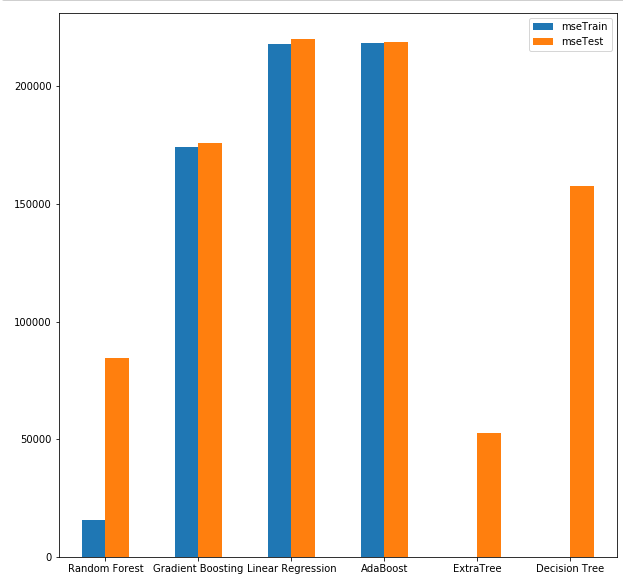 mseTrain
mseTest
200000
150000
100000
50000
0
Random Forest Gradient Boosting Linear Regression AdaBoost ExtraTree Decision Tree